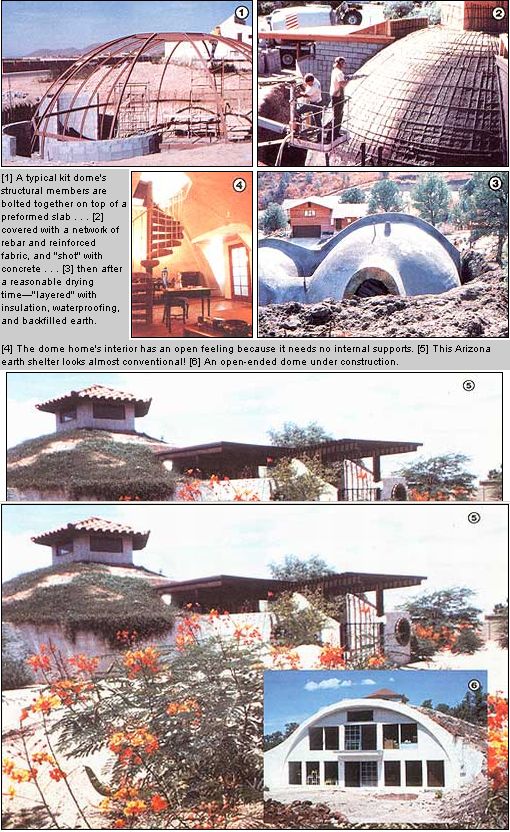 1
2
[1] A typical kit dome's
structural members are
bolted together on top of a
preformed slab . . . [2]
covered with a network of
rebar and reinforced
fabric, and "shot" with
concrete . . . [3] then after
a reasonable drying
time—"layered" with
insulation, waterproofing,
and backfilled earth.
4
3
[4] The dome home's interior has an open feeling because it needs no internal supports. [5] This Arizona
earth shelter looks almost conventional! [6] An open-ended dome under construction.
5
5
6